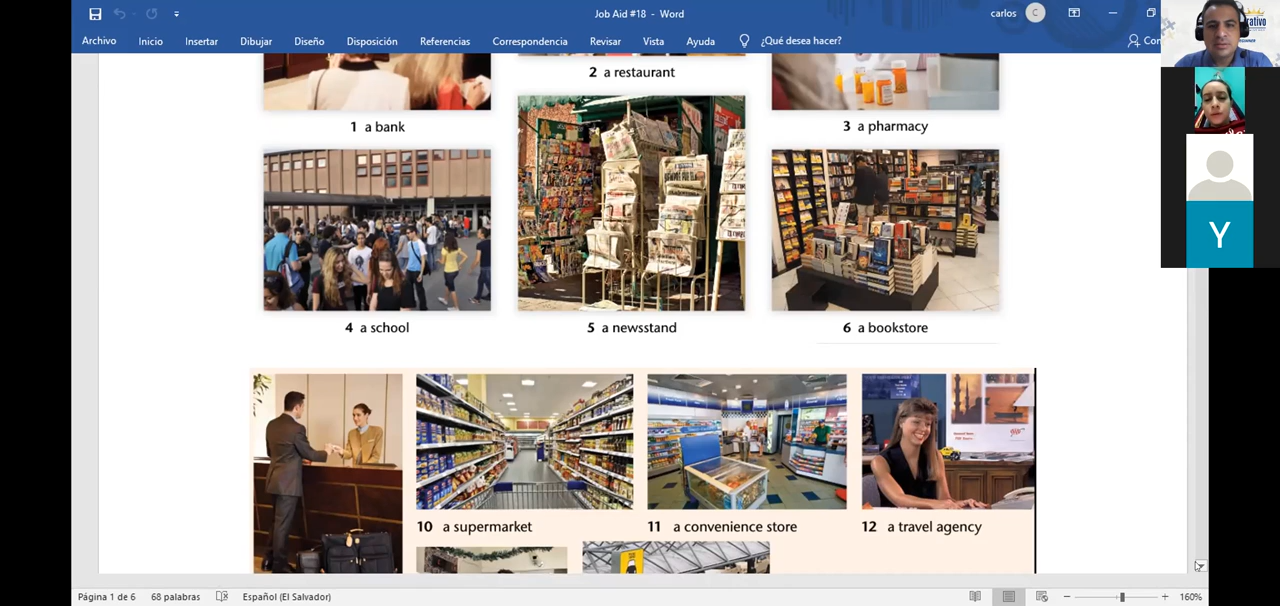 Job Aid #18 - Word
carlos
C
Archivo Inicio Insertar Dibujar Diseño Disposición Referencias Correspondencia Revisar Vista Ayuda ¿Qué desea hacer? Con
1 a bank
2 a restaurant
3 a pharmacy
4 a school
5 a newsstand
6 a bookstore
10 a supermarket
11 a convenience store
12 a travel agency
Y
Página 1 de 6 68 palabras Español (El Salvador) 160%